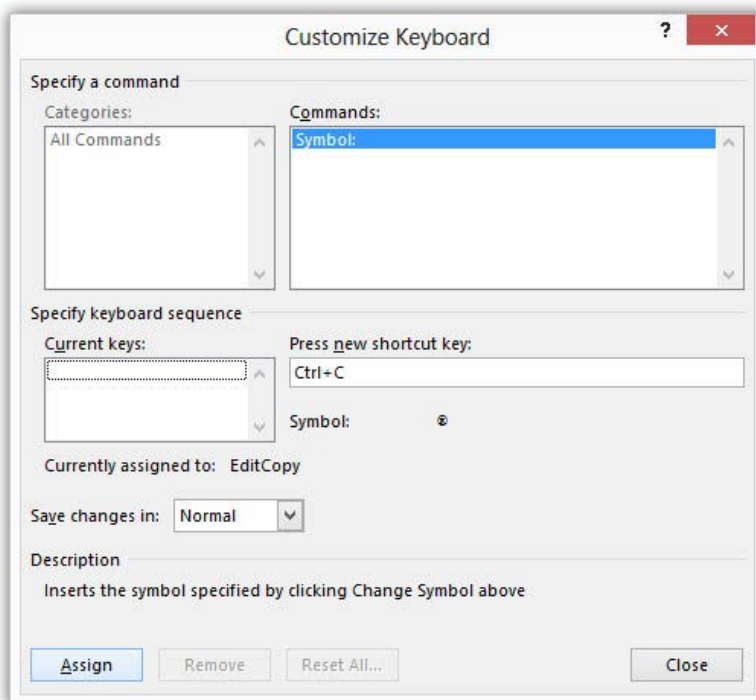 Customize Keyboard
?
Specify a command
Categories:
Commands:
All Commands
Symbol:
Specify keyboard sequence
Current keys:
Press new shortcut key:
Ctrl+C
Symbol:
Currently assigned to: EditCopy
Save changes in: Normal
Description
Inserts the symbol specified by clicking Change Symbol above
Assign Remove Reset All... Close